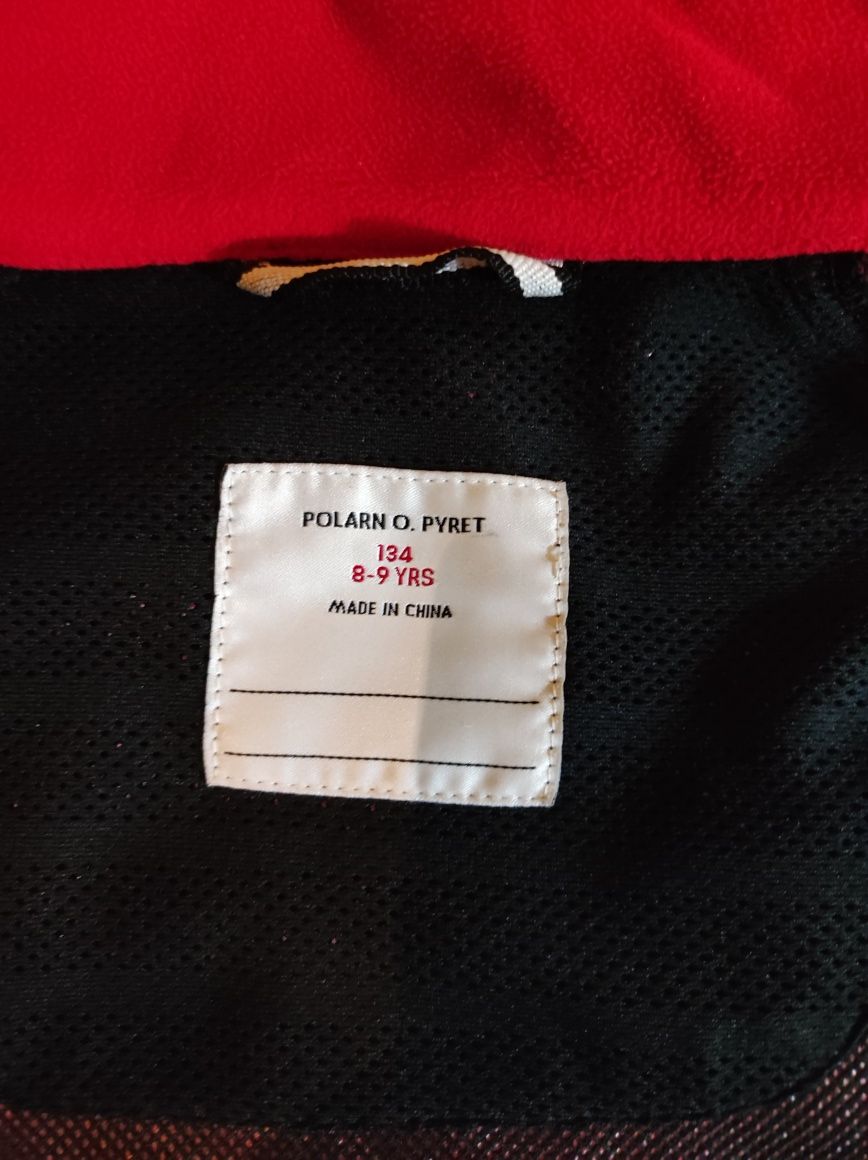 POLARN O. PYRET
134
8-9 YRS
MADE IN CHINA